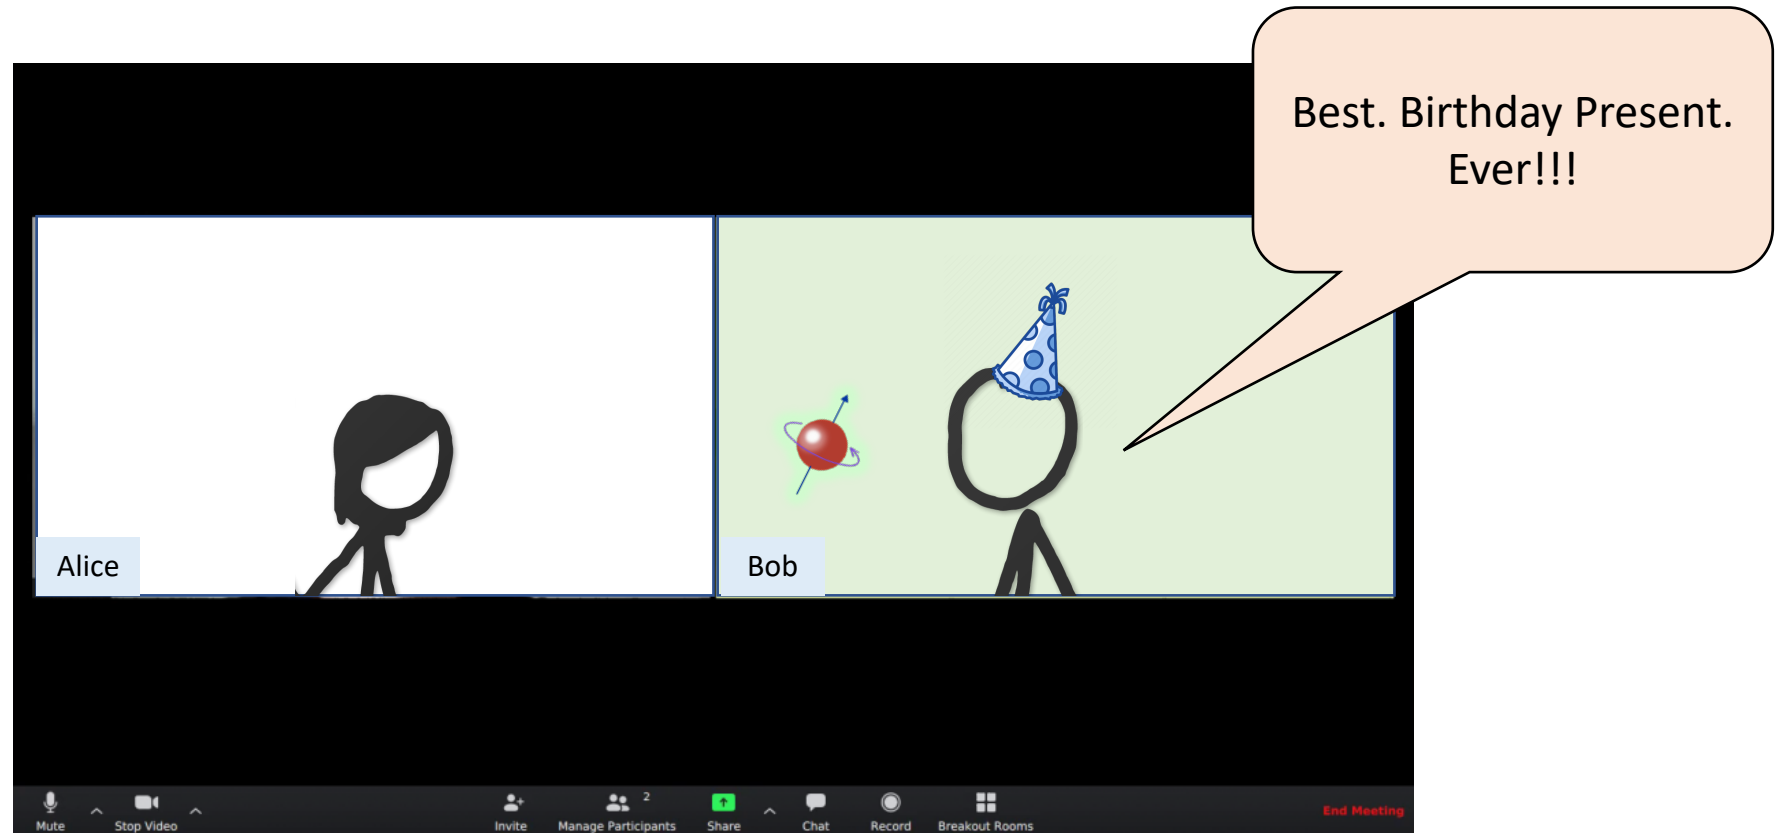 Best. Birthday Present.
Ever!!!
Alice
Bob
Mute
Stop Video
Invite
2
Manage Participants
Share
Chat
Record
Breakout Rooms
End Meeting